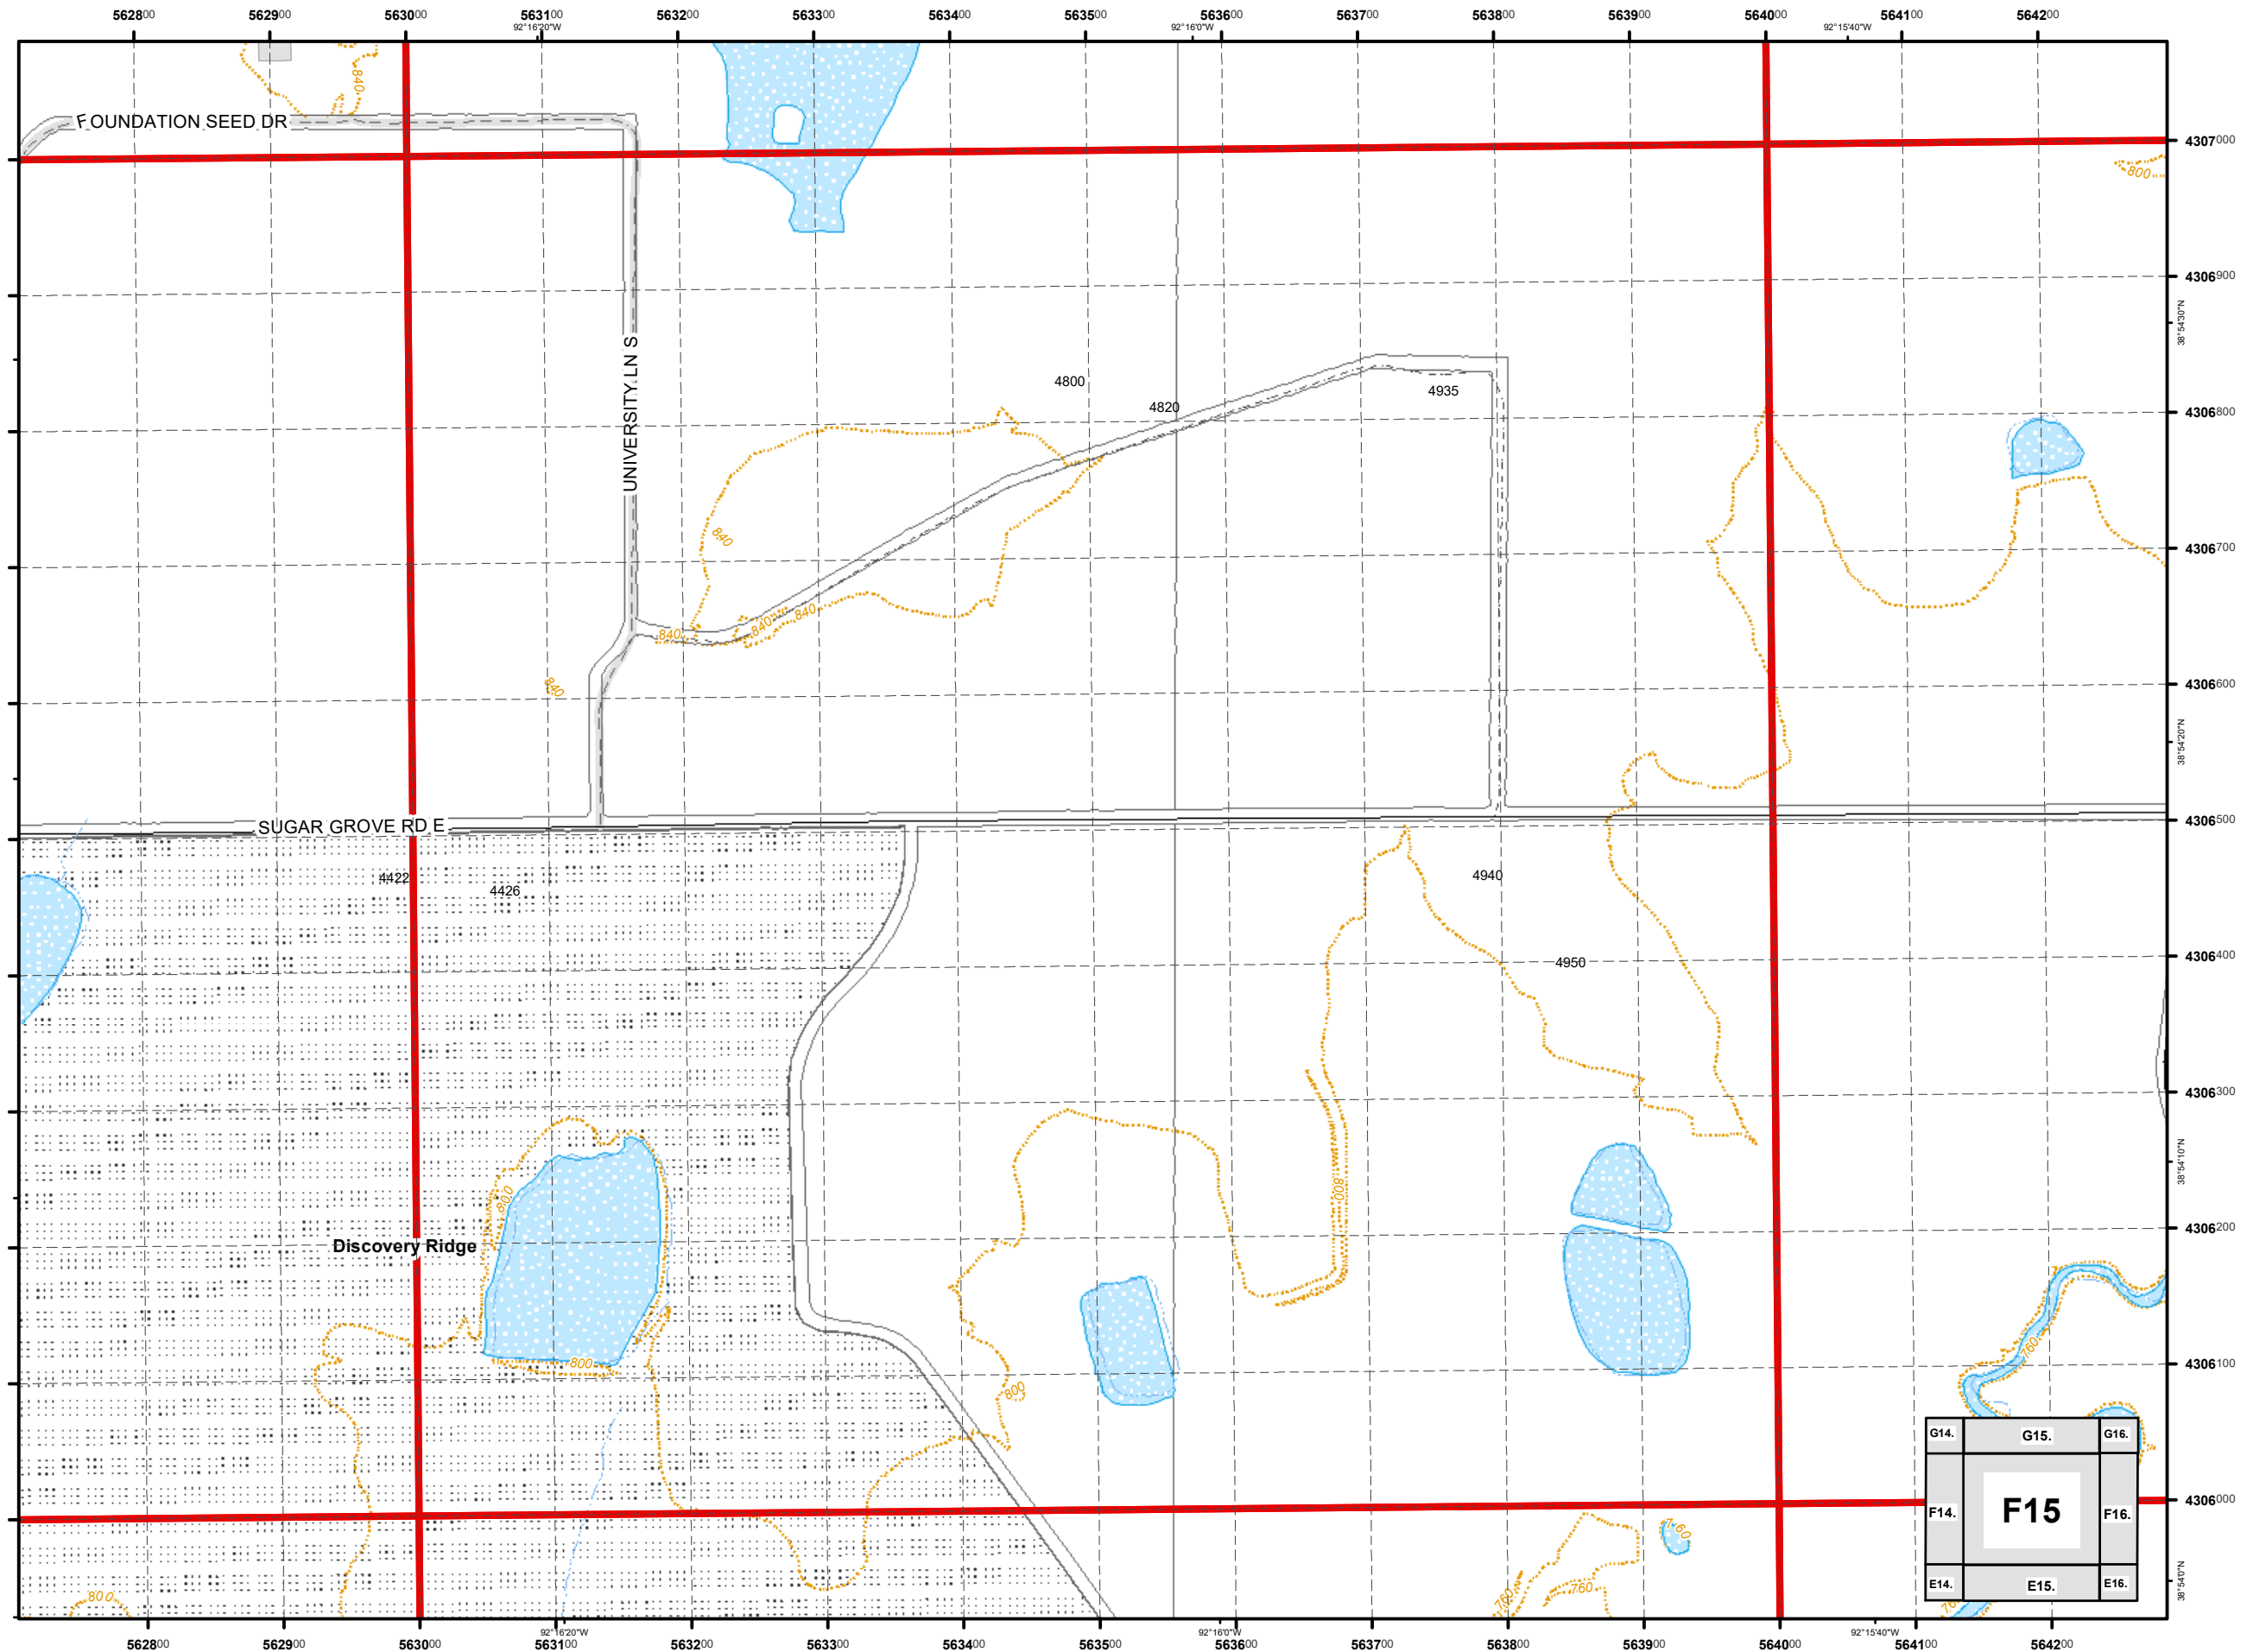 562800 562900 563000 563100 563200 563300 563400 563500 563600 563700 563800 563900 564000 564100 564200
92°16'20"W 92°16'0"W 92°15'40"W
840
FOUNDATION SEED DR
4307000
800
4306900
38°54'30"N
UNIVERSITY LN S
4800
4935
4820
4306800
840
4306700
840
840
840
4306600
840
38°54'20"N
SUGAR GROVE RD E
4306500
4422
4426
4940
4950
4306400
4306300
38°54'10"N
800
800
Discovery Ridge
4306200
760
800
4306100
800
G14. G15. G16.
F14. F15 F16.
E14. E15. E16.
4306000
760
760
760
800
760
38°54'0"N
92°16'20"W 92°16'0"W 92°15'40"W
562800 562900 563000 563100 563200 563300 563400 563500 563600 563700 563800 563900 564000 564100 564200